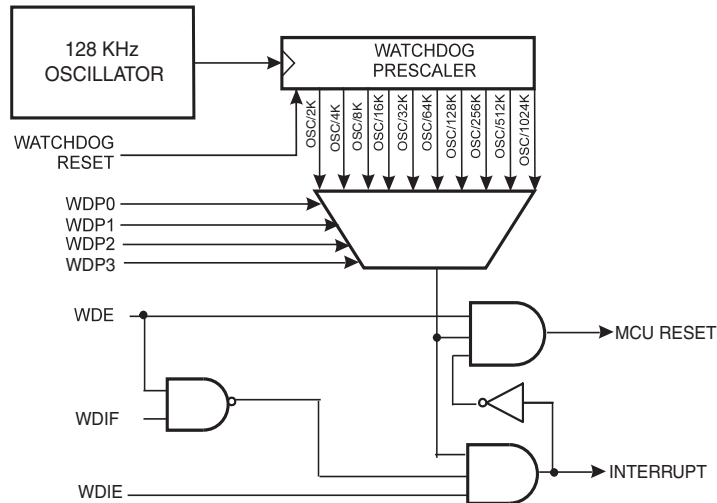 128 KHz
OSCILLATOR
WATCHDOG
PRESCALER
OSC/2K
OSC/4K
OSC/8K
OSC/16K
OSC/32K
OSC/64K
OSC/128K
OSC/256K
OSC/512K
OSC/1024K
WATCHDOG
RESET
WDP0
WDP1
WDP2
WDP3
WDE
MCU RESET
WDIF
INTERRUPT
WDIE